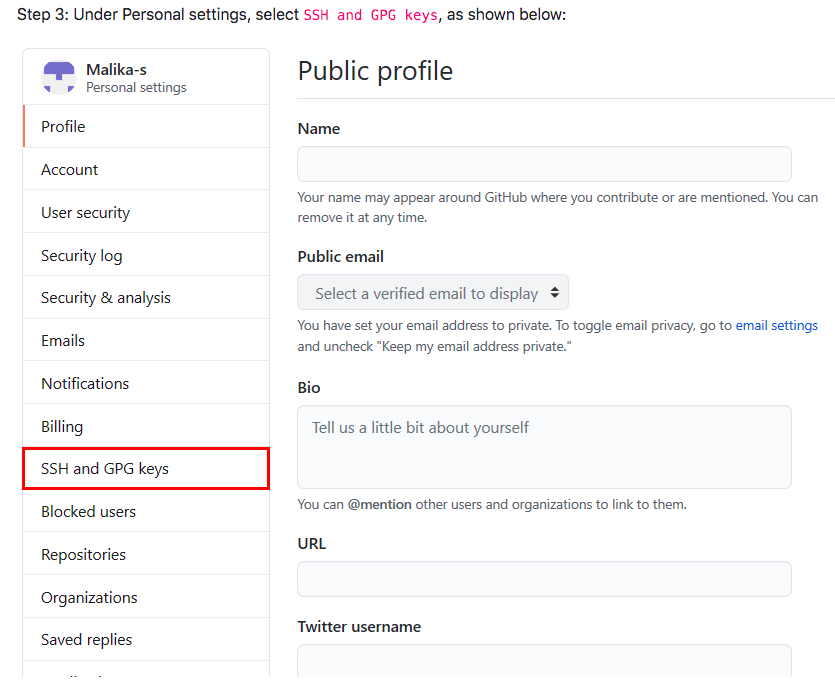 Step 3: Under Personal settings, select SSH and GPG keys, as shown below:
Malika-s
Personal settings
Profile
Account
User security
Security log
Security & analysis
Emails
Notifications
Billing
SSH and GPG keys
Blocked users
Repositories
Organizations
Saved replies
Public profile
Name
Your name may appear around GitHub where you contribute or are mentioned. You can
remove it at any time.
Public email
Select a verified email to display
You have set your email address to private. To toggle email privacy, go to email settings
and uncheck "Keep my email address private."
Bio
Tell us a little bit about yourself
You can @mention other users and organizations to link to them.
URL
Twitter username